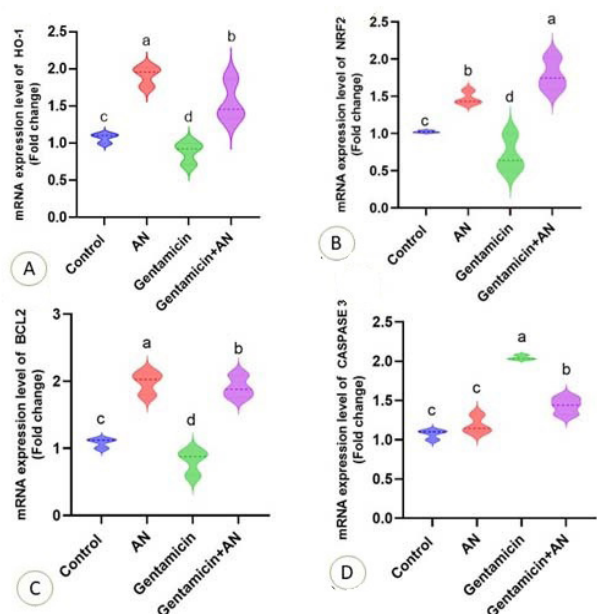 mRNA expression level of HO-1
(Fold change)
2.5
2.0
1.5
1.0
0.5
0.0
a
b
c
d
Control
AN
Gentamicin
Gentamicin+AN
A
mRNA expression level of NRF2
(Fold change)
2.5
2.0
1.5
1.0
0.5
0.0
a
b
c
d
Control
AN
Gentamicin
Gentamicin+AN
B
mRNA expression level of BCL2
(Fold change)
3
2
1
0
a
b
c
d
Control
AN
Gentamicin
Gentamicin+AN
C
mRNA expression level of CASPASE 3
(Fold change)
2.5
2.0
1.5
1.0
0.5
0.0
a
b
c
c
Control
AN
Gentamicin
Gentamicin+AN
D